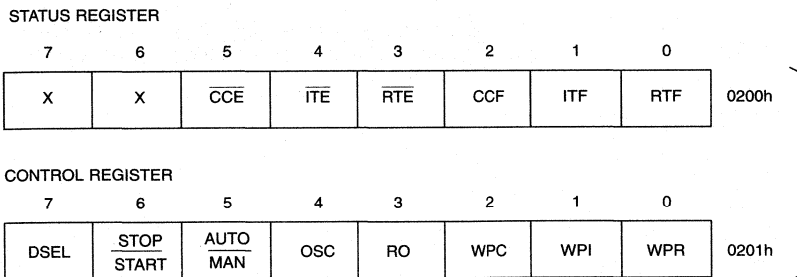 STATUS REGISTER
7 6 5 4 3 2 1 0
X X CCE ITE RTE CCF ITF RTF 0200h
CONTROL REGISTER
7 6 5 4 3 2 1 0
DSEL STOP START AUTO MAN OSC RO WPC WPI WPR 0201h